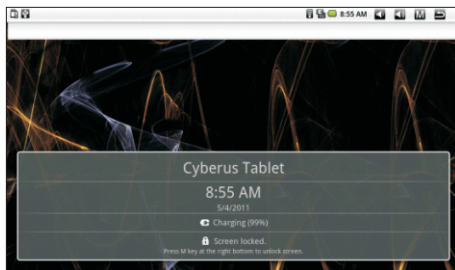 8:55 AM
M
Cyberus Tablet
8:55 AM
5/4/2011
Charging (99%)
Screen locked.
Press M key at the right bottom to unlock screen.